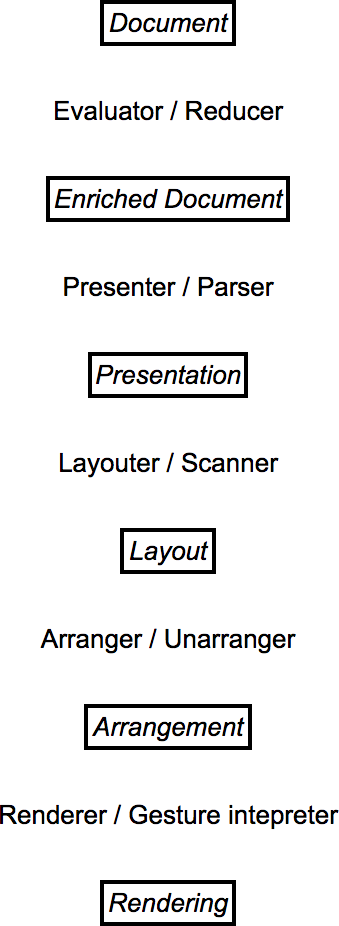 Document
Evaluator / Reducer
Enriched Document
Presenter / Parser
Presentation
Layouter / Scanner
Layout
Arranger / Unarranger
Arrangement
Renderer / Gesture intepreter
Rendering